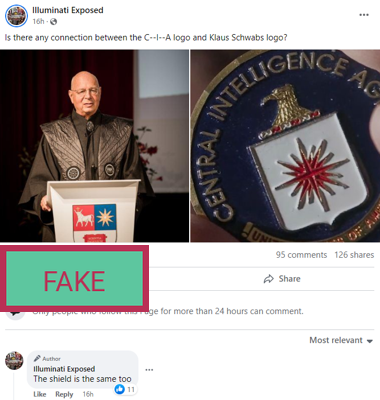 Illuminati Exposed
16h
Is there any connection between the C--I--A logo and Klaus Schwabs logo?
CENTRAL INTELLIGENCE AG
UNITED
95 comments 126 shares
FAKE
Share
Only people who follow this Page for more than 24 hours can comment.
Most relevant
Author
Illuminati Exposed
The shield is the same too
Like Reply 16h
11